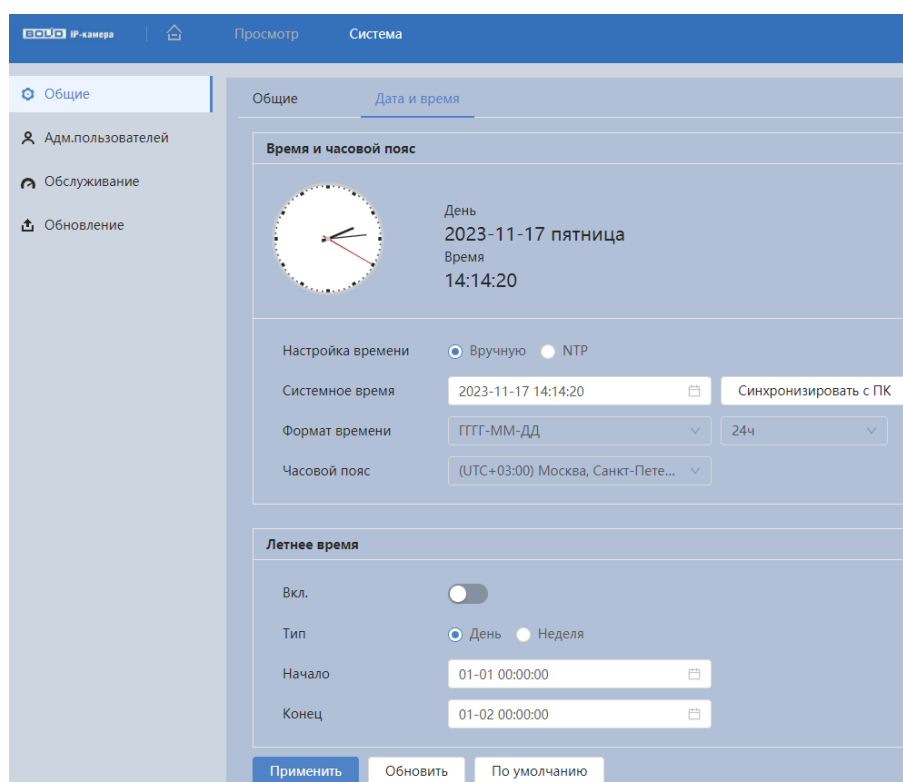 БОЛИД IP-камера Просмотр Система
Общие
Адм.пользователей
Обслуживание
Обновление
Общие Дата и время
Время и часовой пояс
День
2023-11-17 пятница
Время
14:14:20
Настройка времени Вручную NTP
Системное время 2023-11-17 14:14:20 Синхронизировать с ПК
Формат времени ГГГГ-ММ-ДД 24ч
Часовой пояс (UTC+03:00) Москва, Санкт-Пете...
Летнее время
Вкл.
Тип День Неделя
Начало 01-01 00:00:00
Конец 01-02 00:00:00
Применить Обновить По умолчанию